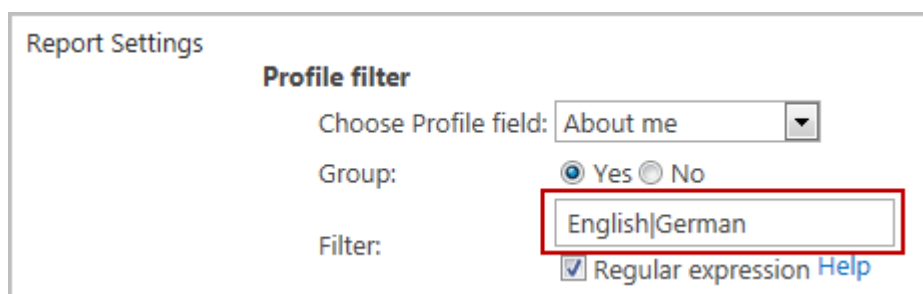 Report Settings
Profile filter
Choose Profile field: About me
Group: Yes No
English|German
Filter:
Regular expression Help